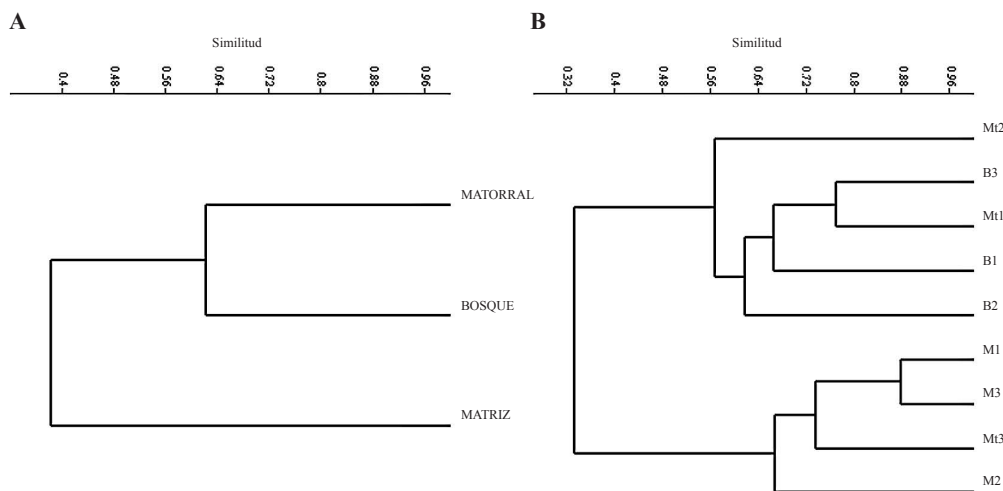 A
Similitud
0.4
0.48
0.56
0.64
0.72
0.8
0.88
0.96
MATORRAL
BOSQUE
MATRIZ
B
Similitud
0.32
0.4
0.48
0.56
0.64
0.72
0.8
0.88
0.96
Mt2
B3
Mt1
B1
B2
M1
M3
Mt3
M2